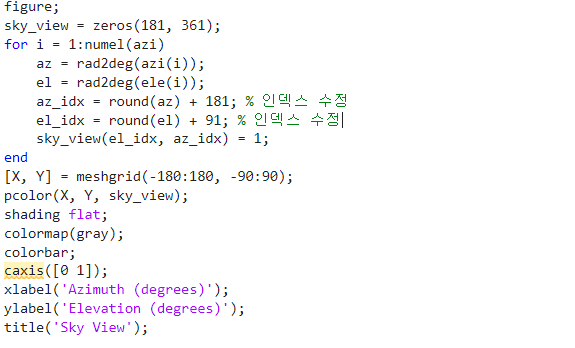 figure;
sky_view = zeros(181, 361);
for i = 1:numel(azi)
    az = rad2deg(azi(i));
    el = rad2deg(ele(i));
    az_idx = round(az) + 181; % 인덱스 수정
    el_idx = round(el) + 91; % 인덱스 수정
    sky_view(el_idx, az_idx) = 1;
end
[X, Y] = meshgrid(-180:180, -90:90);
pcolor(X, Y, sky_view);
shading flat;
colormap(gray);
colorbar;
caxis([0 1]);
xlabel('Azimuth (degrees)');
ylabel('Elevation (degrees)');
title('Sky View');